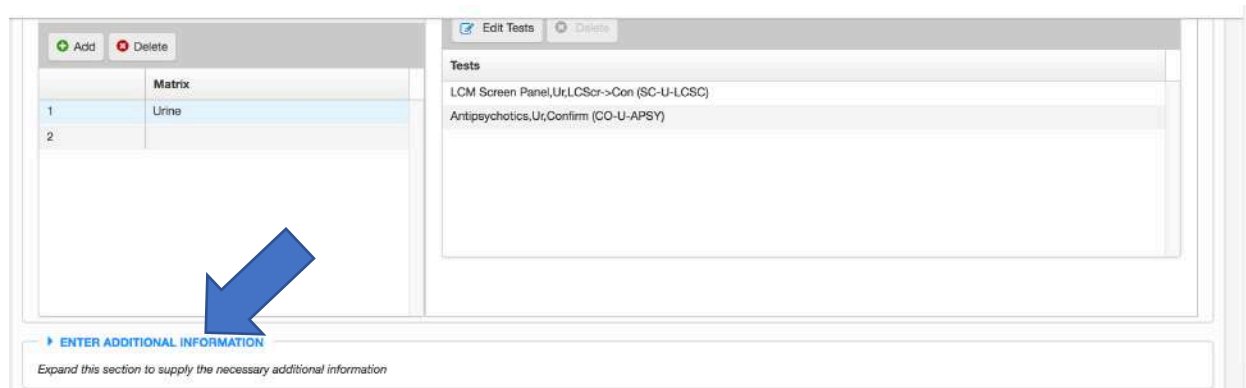 Add Delete
Matrix
1 Urine
2
Edit Tests Delete
Tests
LCM Screen Panel,Ur,LCScr->Con (SC-U-LCSC)
Antipsychotics,Ur,Confirm (CO-U-APSY)
ENTER ADDITIONAL INFORMATION
Expand this section to supply the necessary additional information